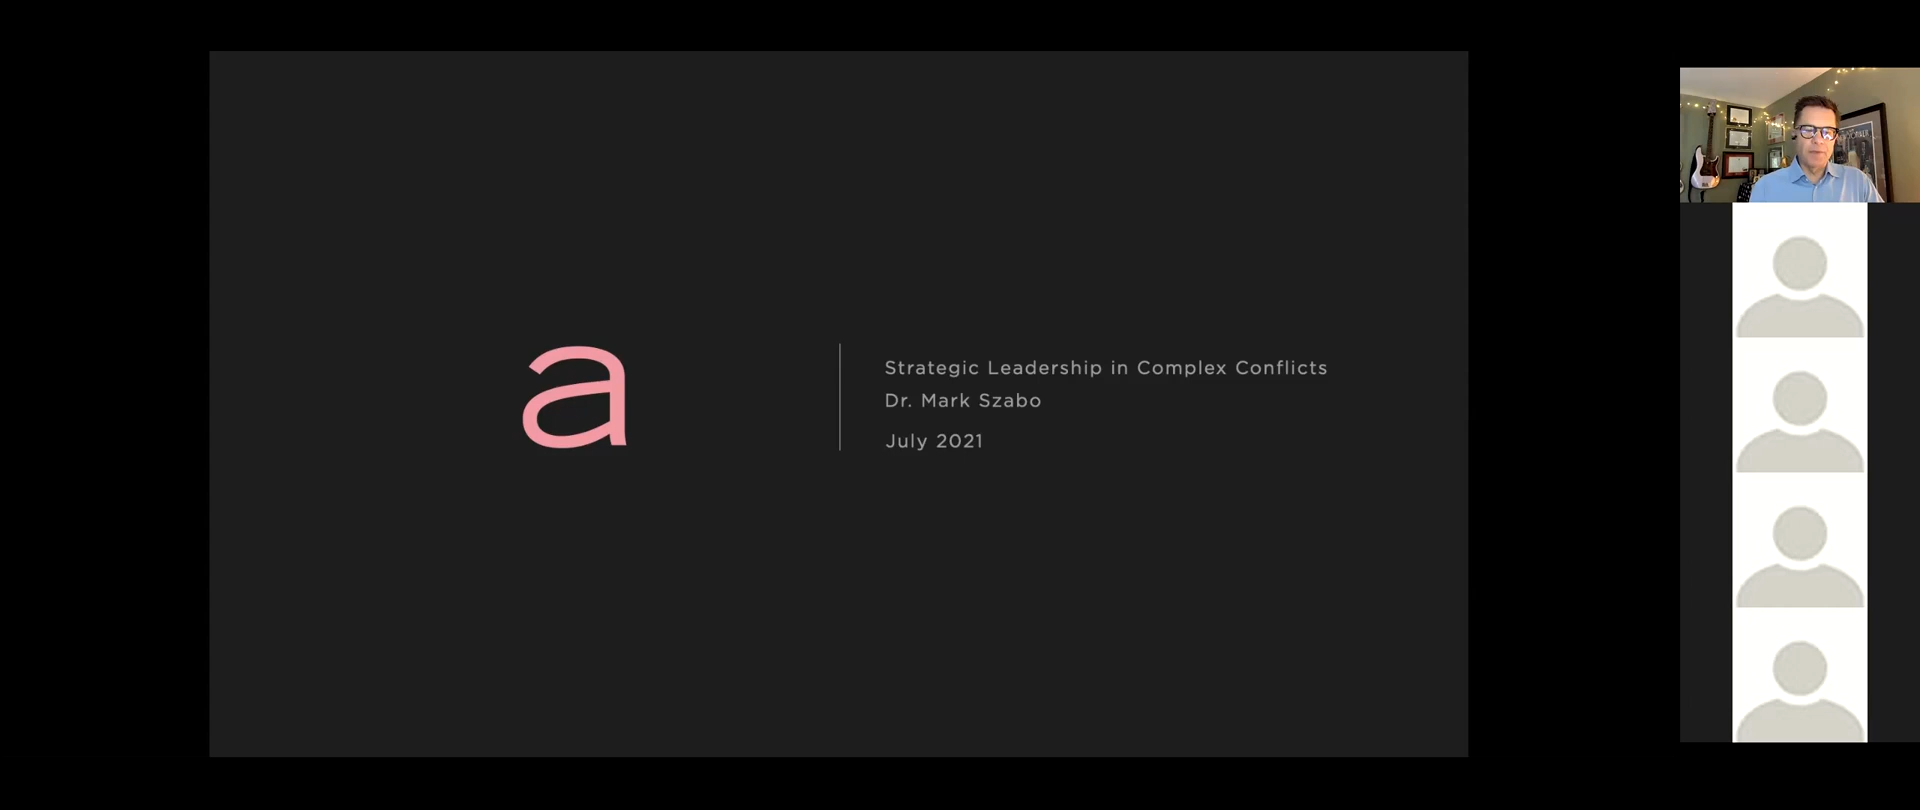 a
Strategic Leadership in Complex Conflicts
Dr. Mark Szabo
July 2021